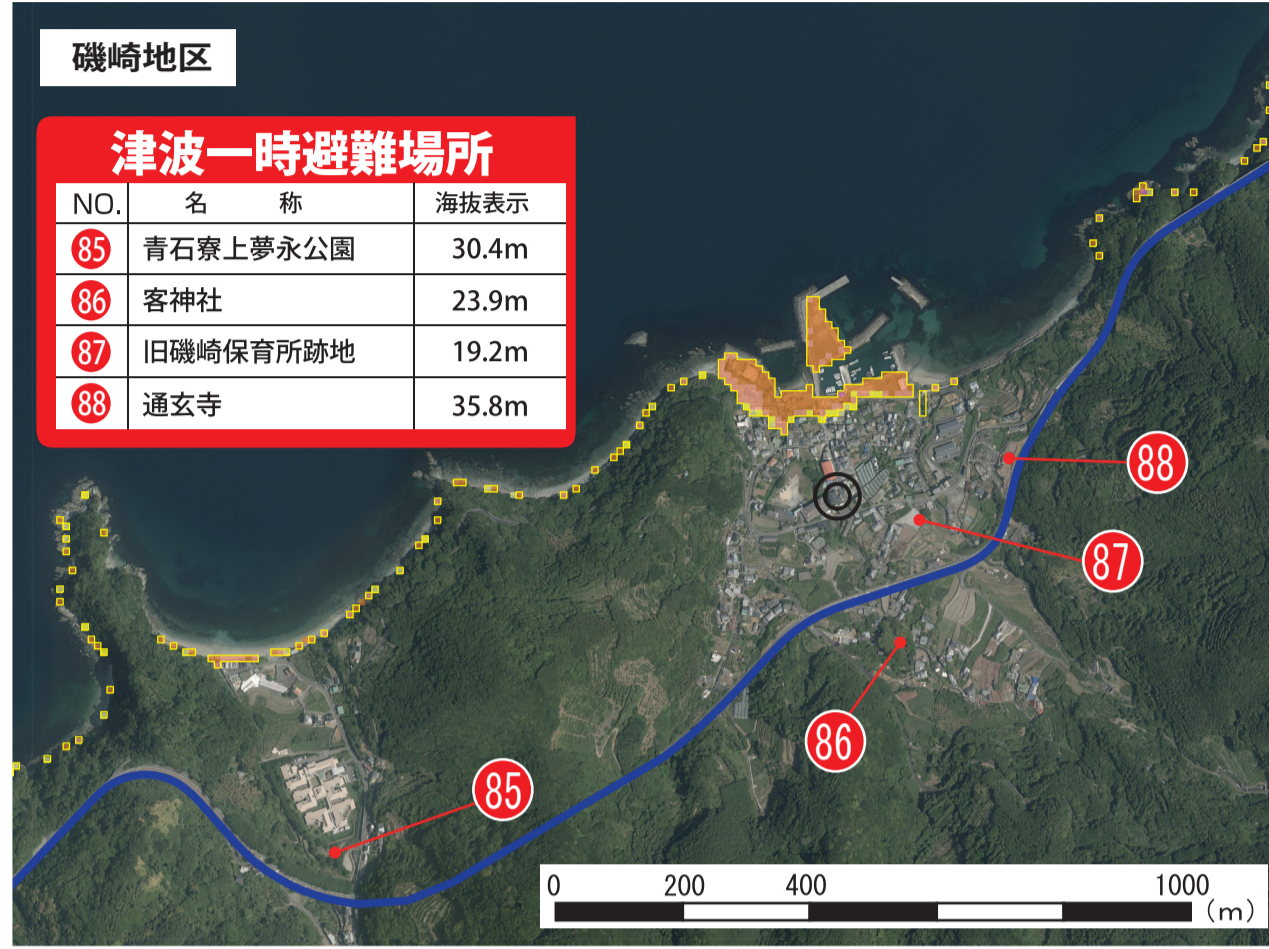 磯崎地区
津波一時避難場所
NO. 名 称 海抜表示
85 青石寮上夢永公園 30.4m
86 客神社 23.9m
87 旧磯崎保育所跡地 19.2m
88 通玄寺 35.8m
88
87
86
85
0 200 400 1000
(m)